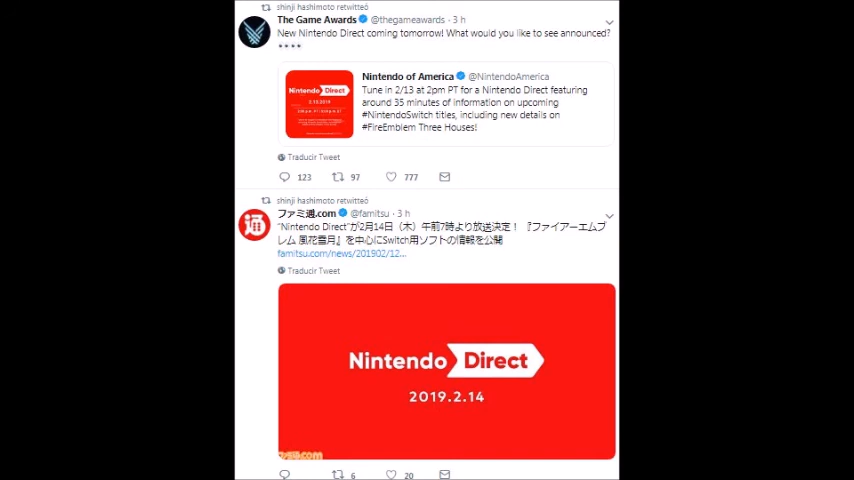 shinji hashimoto retwitteó
The Game Awards @thegameawards · 3 h
New Nintendo Direct coming tomorrow! What would you like to see announced?
Nintendo of America @NintendoAmerica
Nintendo Direct
2.13.2019
Tune in 2/13 at 2pm PT for a Nintendo Direct featuring
around 35 minutes of information on upcoming
#NintendoSwitch titles, including new details on
#FireEmblem Three Houses!
Traducir Tweet
123 97 777
shinji hashimoto retwitteó
通
ファミ通.com @famitsu · 3 h
“Nintendo Direct”が2月14日（木）午前7時より放送決定！『ファイアーエムブ
レム 風花雪月』を中心にSwitch用ソフトの情報を公開
famitsu.com/news/201902/12...
Traducir Tweet
Nintendo Direct
2019.2.14
6 20